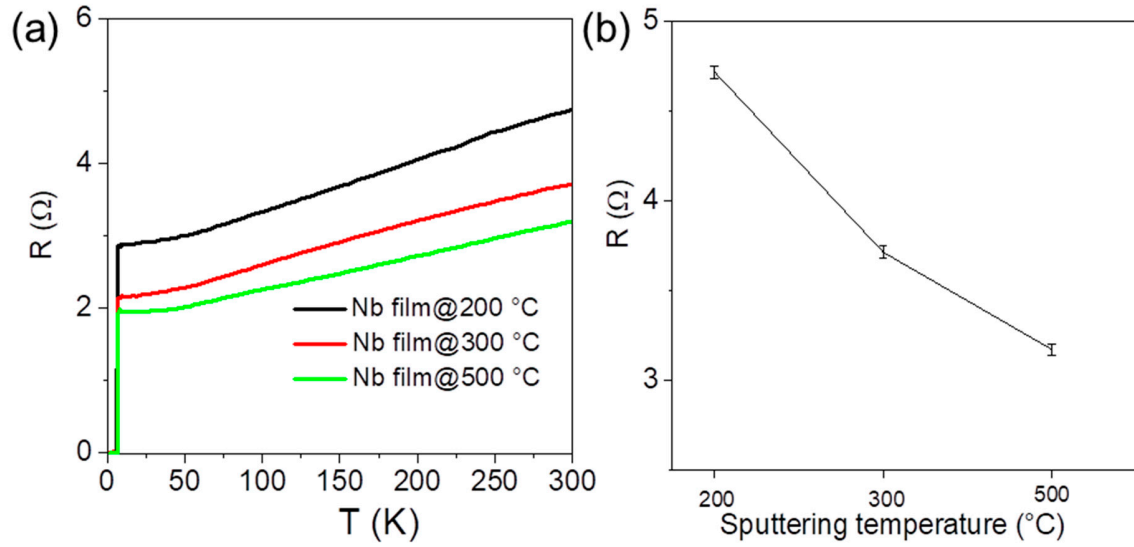 (a)
6
4
2
0
R (Ω)
0 50 100 150 200 250 300
T (K)
Nb film@200 °C
Nb film@300 °C
Nb film@500 °C
(b)
5
4
3
R (Ω)
200 300 500
Sputtering temperature (°C)